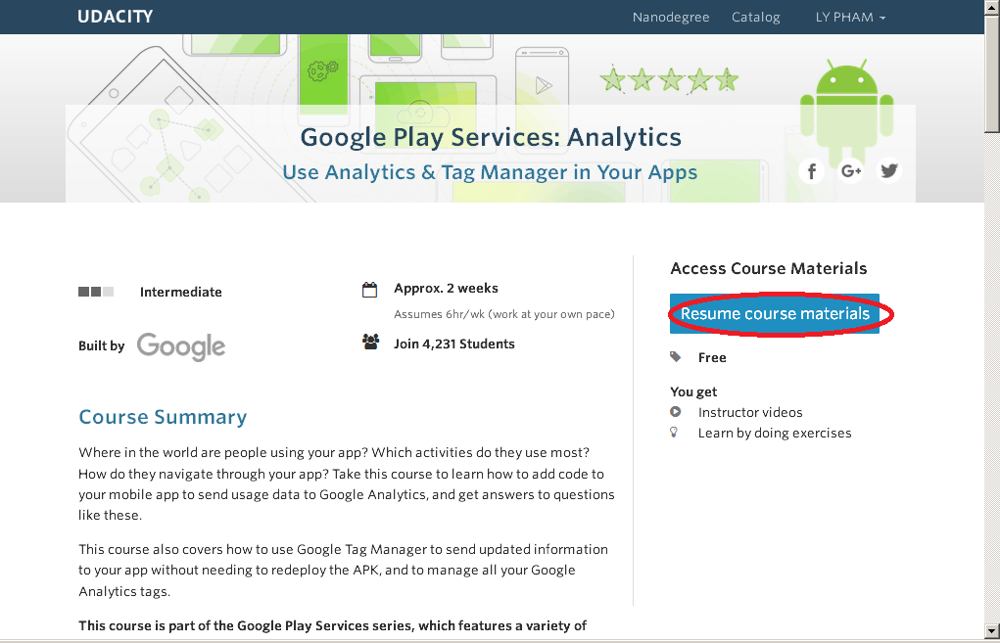 UDACITY
Nanodegree Catalog LY PHAM
Google Play Services: Analytics
Use Analytics & Tag Manager in Your Apps
f G+
Intermediate
Approx. 2 weeks
Assumes 6hr/wk (work at your own pace)
Built by Google
Join 4,231 Students
Course Summary
Where in the world are people using your app? Which activities do they use most?
How do they navigate through your app? Take this course to learn how to add code to
your mobile app to send usage data to Google Analytics, and get answers to questions
like these.
This course also covers how to use Google Tag Manager to send updated information
to your app without needing to redeploy the APK, and to manage all your Google
Analytics tags.
This course is part of the Google Play Services series, which features a variety of
Access Course Materials
Resume course materials
Free
You get
Instructor videos
Learn by doing exercises